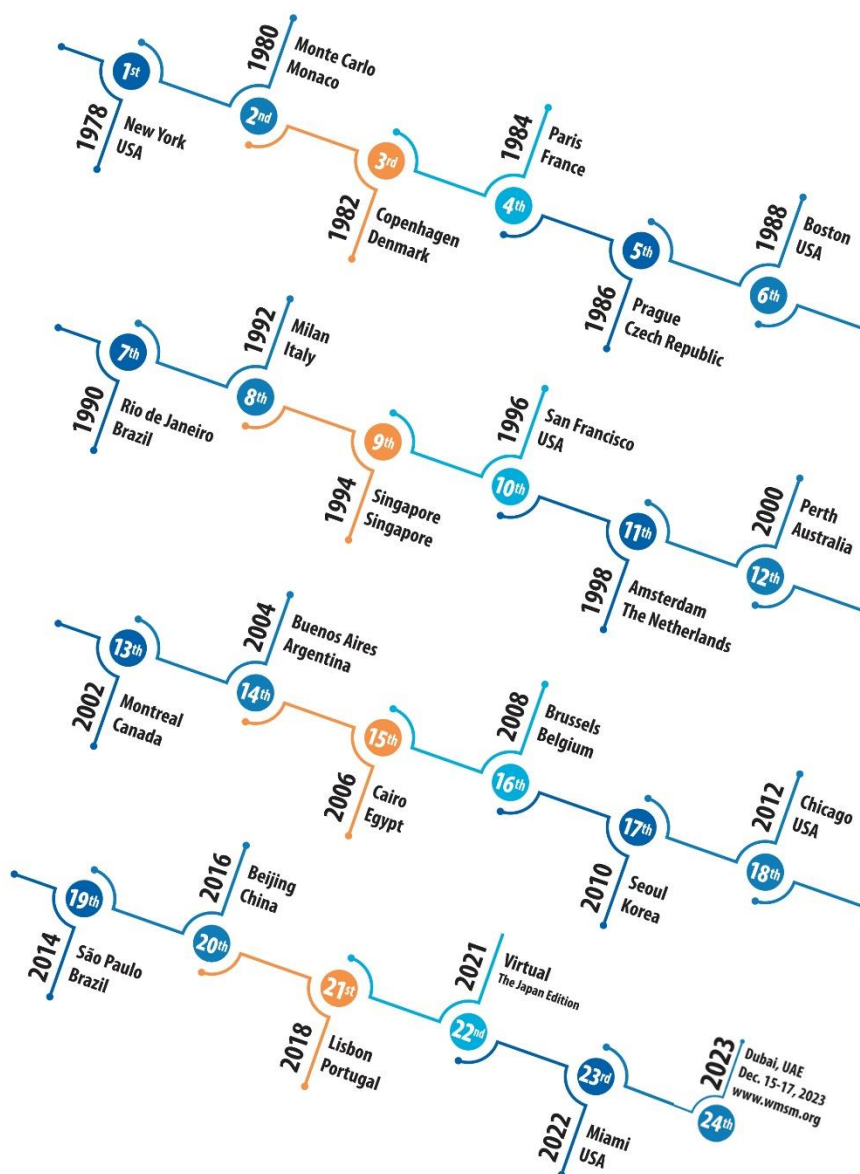 1st
1978
New York
USA
2nd
1980
Monte Carlo
Monaco
3rd
1982
Copenhagen
Denmark
4th
1984
Paris
France
5th
1986
Prague
Czech Republic
6th
1988
Boston
USA
7th
1990
Rio de Janeiro
Brazil
8th
1992
Milan
Italy
9th
1994
Singapore
Singapore
10th
1996
San Francisco
USA
11th
1998
Amsterdam
The Netherlands
12th
2000
Perth
Australia
13th
2002
Montreal
Canada
14th
2004
Buenos Aires
Argentina
15th
2006
Cairo
Egypt
16th
2008
Brussels
Belgium
17th
2010
Seoul
Korea
18th
2012
Chicago
USA
19th
2014
São Paulo
Brazil
20th
2016
Beijing
China
21st
2018
Lisbon
Portugal
22nd
2021
Virtual
The Japan Edition
23rd
2022
Miami
USA
24th
2023
Dubai, UAE
Dec. 15-17, 2023
www.wmsm.org